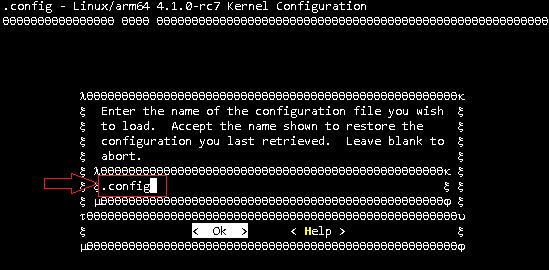 .config - Linux/arm64 4.1.0-rc7 Kernel Configuration
Enter the name of the configuration file you wish
to load.  Accept the name shown to restore the
configuration you last retrieved.  Leave blank to
abort.
.config
<  Ok  >      < Help >